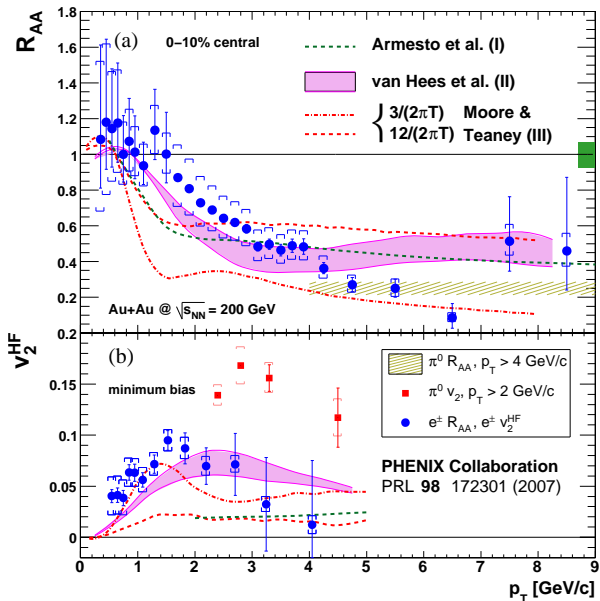 R_AA
1.8
1.6
1.4
1.2
1
0.8
0.6
0.4
0.2
0
(a)
0-10% central
Armesto et al. (I)
van Hees et al. (II)
3/(2πT)
12/(2πT)
Moore &
Teaney (III)
Au+Au @ √s_NN = 200 GeV
v_2^HF
0.2
0.15
0.1
0.05
0
(b)
minimum bias
π⁰ R_AA, p_T > 4 GeV/c
π⁰ v_2, p_T > 2 GeV/c
e± R_AA, e± v_2^HF
PHENIX Collaboration
PRL 98 172301 (2007)
0 1 2 3 4 5 6 7 8 9
p_T [GeV/c]